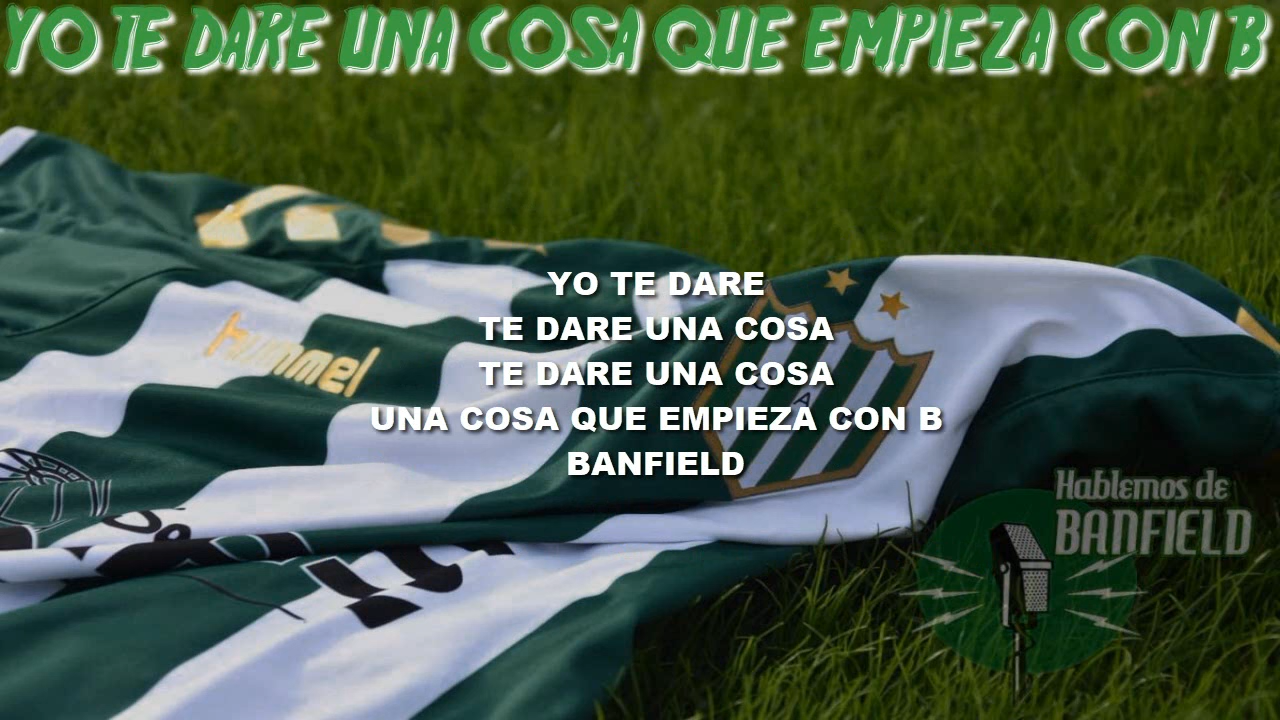 YO TE DARE UNA COSA QUE EMPIEZA CON B
hummel
YO TE DARE
TE DARE UNA COSA
TE DARE UNA COSA
UNA COSA QUE EMPIEZA CON B
BANFIELD
Hablemos de
BANFIELD